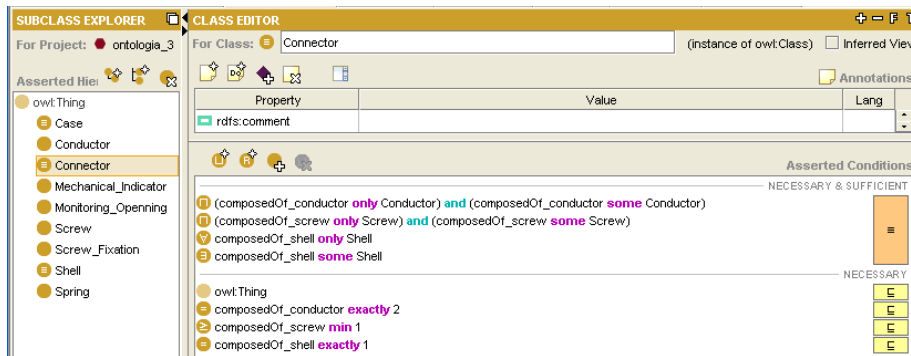 SUBCLASS EXPLORER
For Project: ontologia_3
Asserted Hier
owl:Thing
Case
Conductor
Connector
Mechanical_Indicator
Monitoring_Openning
Screw
Screw_Fixation
Shell
Spring
CLASS EDITOR
For Class: Connector (instance of owl:Class) Inferred View
Annotations
Property Value Lang
rdfs:comment
Asserted Conditions
NECESSARY & SUFFICIENT
(composedOf_conductor only Conductor) and (composedOf_conductor some Conductor)
(composedOf_screw only Screw) and (composedOf_screw some Screw)
composedOf_shell only Shell
composedOf_shell some Shell
NECESSARY
owl:Thing
composedOf_conductor exactly 2
composedOf_screw min 1
composedOf_shell exactly 1